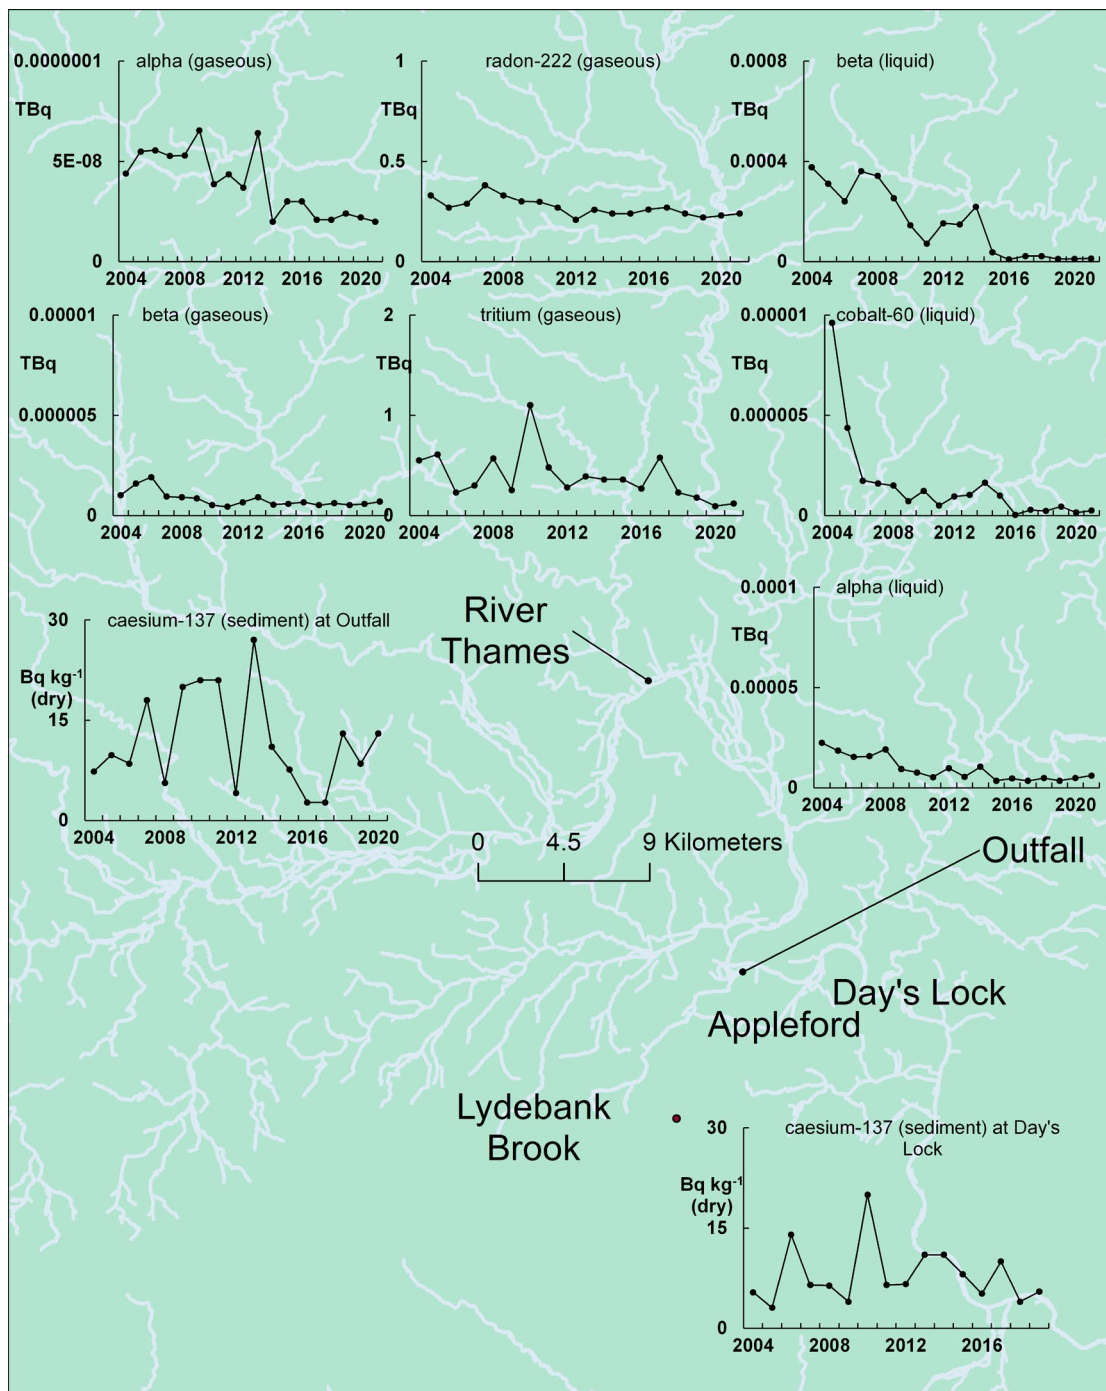 alpha (gaseous)
0.0000001
TBq
5E-08
0
2004 2008 2012 2016 2020
radon-222 (gaseous)
1
TBq
0.5
0
2004 2008 2012 2016 2020
beta (liquid)
0.0008
TBq
0.0004
0
2004 2008 2012 2016 2020
beta (gaseous)
0.00001
TBq
0.000005
0
2004 2008 2012 2016 2020
tritium (gaseous)
2
TBq
1
0
2004 2008 2012 2016 2020
cobalt-60 (liquid)
0.00001
TBq
0.000005
0
2004 2008 2012 2016 2020
caesium-137 (sediment) at Outfall
30
Bq kg-1
(dry)
15
0
2004 2008 2012 2016 2020
River
Thames
alpha (liquid)
0.0001
TBq
0.00005
0
2004 2008 2012 2016 2020
0 4.5 9 Kilometers
Outfall
Day's Lock
Appleford
Lydebank
Brook
caesium-137 (sediment) at Day's
Lock
30
Bq kg-1
(dry)
15
0
2004 2008 2012 2016